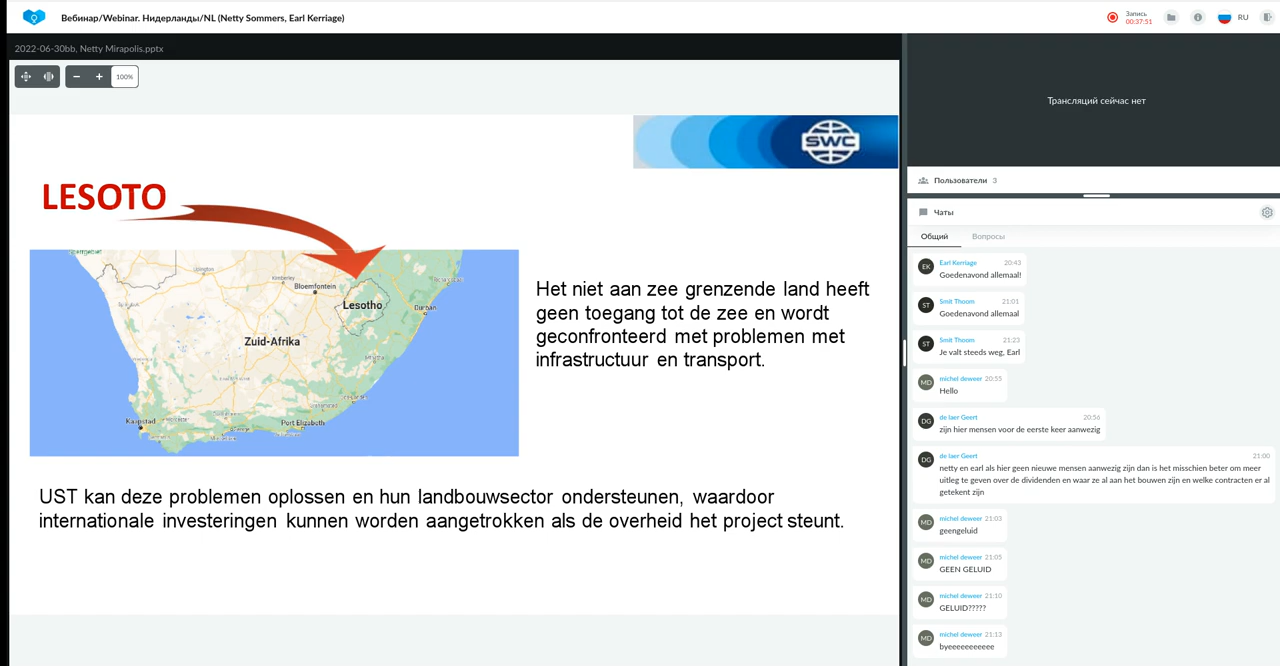 Вебинар/Webinar. Нидерланды/NL (Netty Sommers, Earl Kerriage)
Запись
00:37:51
RU
2022-06-30bb, Netty Mirapolis.pptx
100%
Трансляций сейчас нет
SWC
Пользователи 3
LESOTO
Чаты
Общий
Вопросы
Kimberley
Bloemfontein
Lesotho
Durban
Zuid-Afrika
Kaapstad
Port Elizabeth
Het niet aan zee grenzende land heeft
geen toegang tot de zee en wordt
geconfronteerd met problemen met
infrastructuur en transport.
UST kan deze problemen oplossen en hun landbouwsector ondersteunen, waardoor
internationale investeringen kunnen worden aangetrokken als de overheid het project steunt.
EK
Earl Kerriage 20:43
Goedenavond allemaal!
ST
Smit Thoom 21:01
Goedenavond allemaal
ST
Smit Thoom 21:23
Je valt steeds weg, Earl
MD
michel deweer 20:55
Hello
DG
de laer Geert 20:56
zijn hier mensen voor de eerste keer aanwezig
DG
de laer Geert 21:00
netty en earl als hier geen nieuwe mensen aanwezig zijn dan is het misschien beter om meer
uitleg te geven over de dividenden en waar ze al aan het bouwen zijn en welke contracten er al
getekent zijn
MD
michel deweer 21:03
geengeluid
MD
michel deweer 21:05
GEEN GELUID
MD
michel deweer 21:10
GELUID?????
MD
michel deweer 21:13
byeeeeeeeeeee